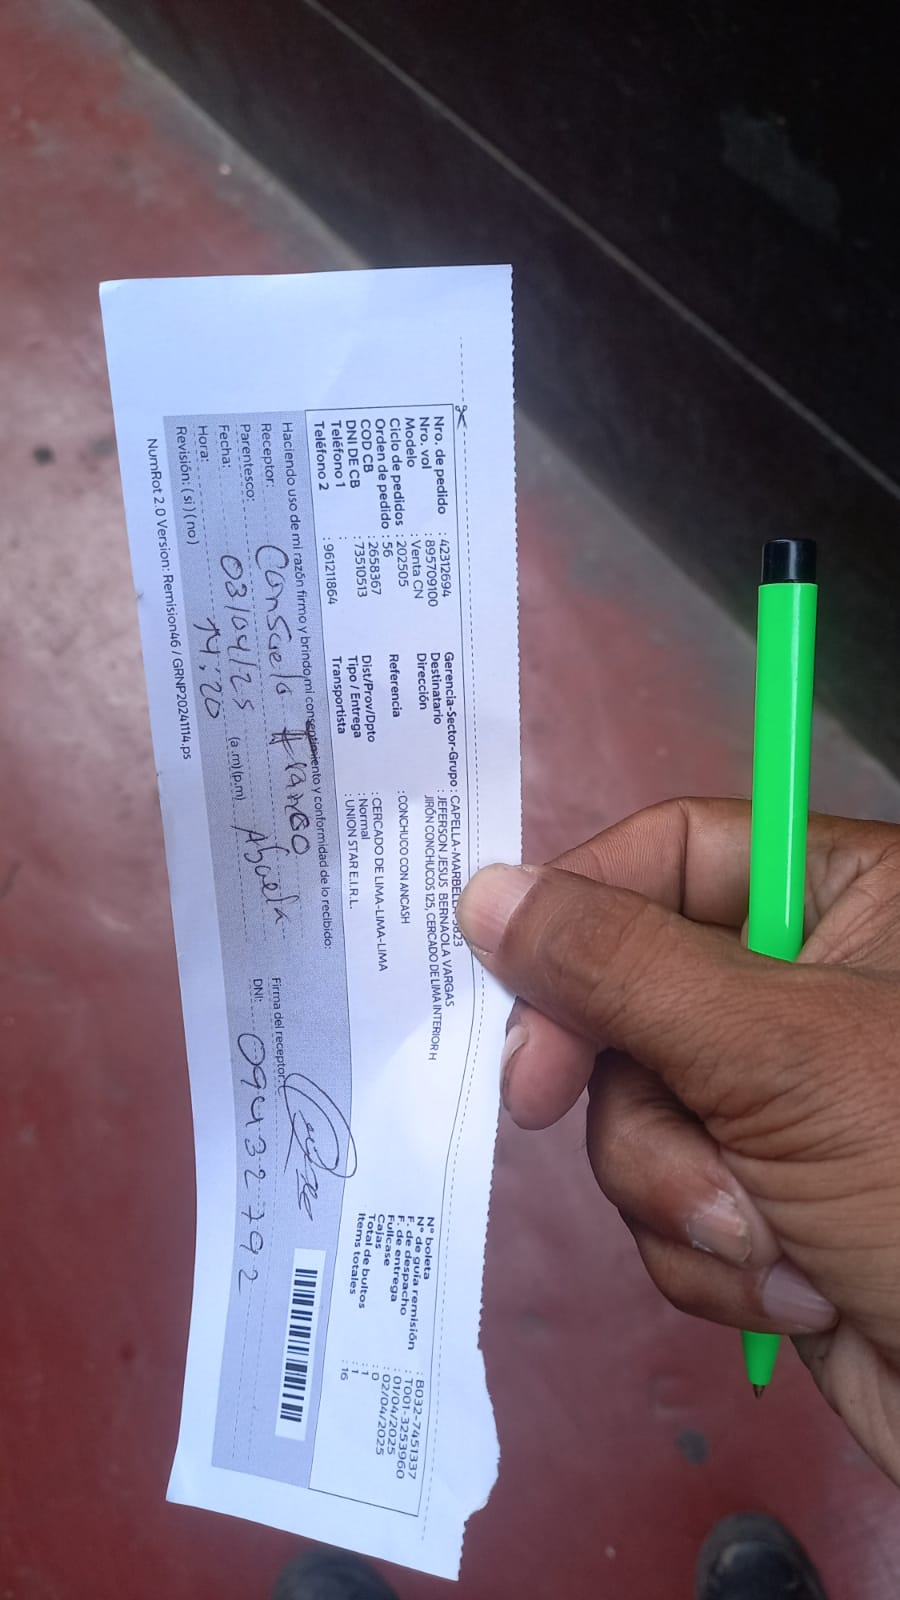 Nro. de pedido : 42312694
Nro. vol : 895709100
Modelo : Venta CN
Ciclo de pedidos : 202505
Orden de pedido : 56
COD CB : 2658367
DNI DE CB : 73510513
Teléfono 1 :
Teléfono 2 : 961211864
Gerencia-Sector-Grupo : CAPELLA-MARBELLA-3823
Destinatario : JEFERSON JESUS BERNAOLA VARGAS
Dirección JIRÓN CONCHUCOS 125, CERCADO DE LIMA INTERIOR H
Referencia : CONCHUCO CON ANCASH
Dist/Prov/Dpto : CERCADO DE LIMA-LIMA-LIMA
Tipo / Entrega : Normal
Transportista : UNION STAR E.I.R.L.
N° boleta : B032-7451337
N° de guía remisión : T001-3253960
F. de despacho : 01/04/2025
F. de entrega : 02/04/2025
Fullcase : 0
Cajas : 1
Total de bultos : 1
Items totales : 16
Haciendo uso de mi razón firmo y brindo mi consentimiento y conformidad de lo recibido:
Receptor: Consuelo
Firma del receptor:
Parentesco: Abuela
DNI: 09432792
Fecha: 03/04/25
Hora: 14:20 (a.m)(p.m)
Revisión: (si) (no)
NumRot 2.0 Version: Remision46 / GRNP20241114.ps